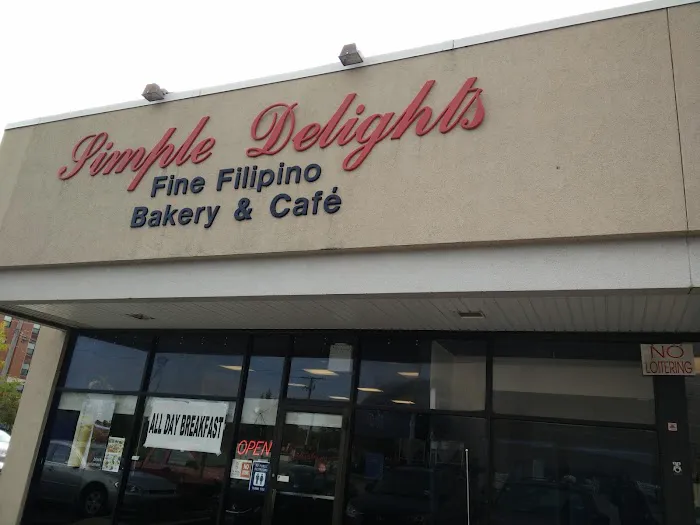 Simple Delights
Fine Filipino
Bakery & Café
NO
LOITERING
ALL DAY BREAKFAST
OPEN